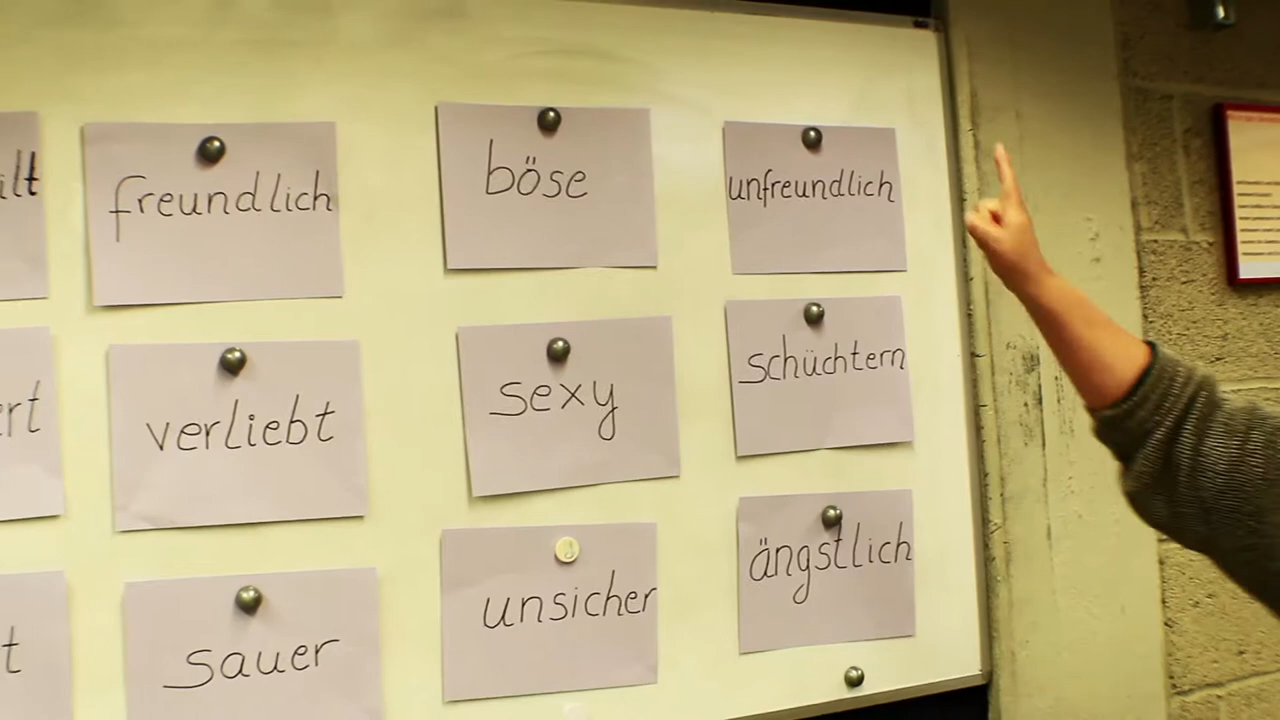 freundlich
böse
unfreundlich
verliebt
sexy
schüchtern
sauer
unsicher
ängstlich